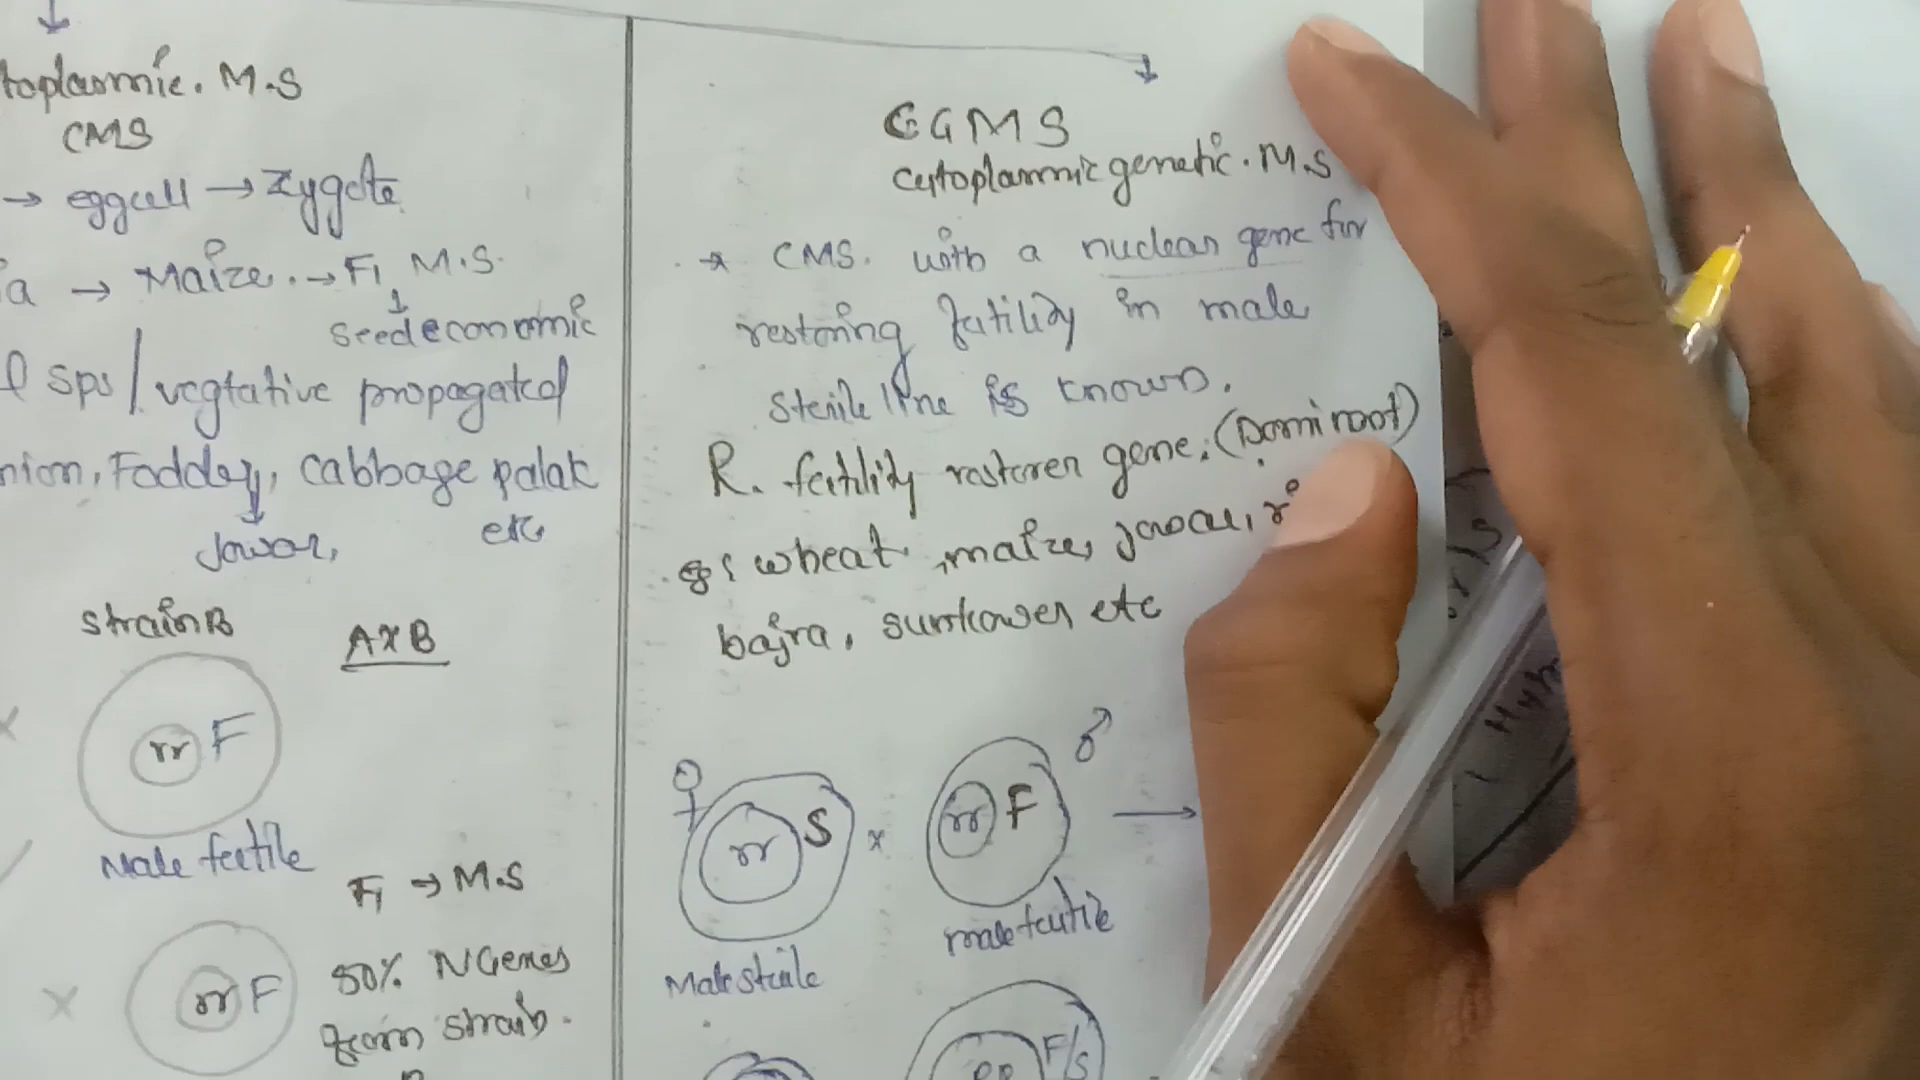 toplasmic. M.S
CMS
→ eggcell → Zygote
a → Maize. → F1 M.S.
↓
seed economic
l sps / vegtative propagated
nion, Fodder, cabbage palak
↓
Jowar, etc
strain B
A x B
rr F
Male fertile
F1 → M.S
x rr F
50% N Genes
from strain
CGMS
cytoplasmic genetic. M.S
* CMS. with a nuclear gene for
restoring fertility in male
sterile line is known.
R. fertility restorer gene. (Domi root)
eg: wheat, maize, jowar,
bajra, sunflower etc
♀ rr S x rr F ♂ →
Male sterile
male fertile
RR F/S